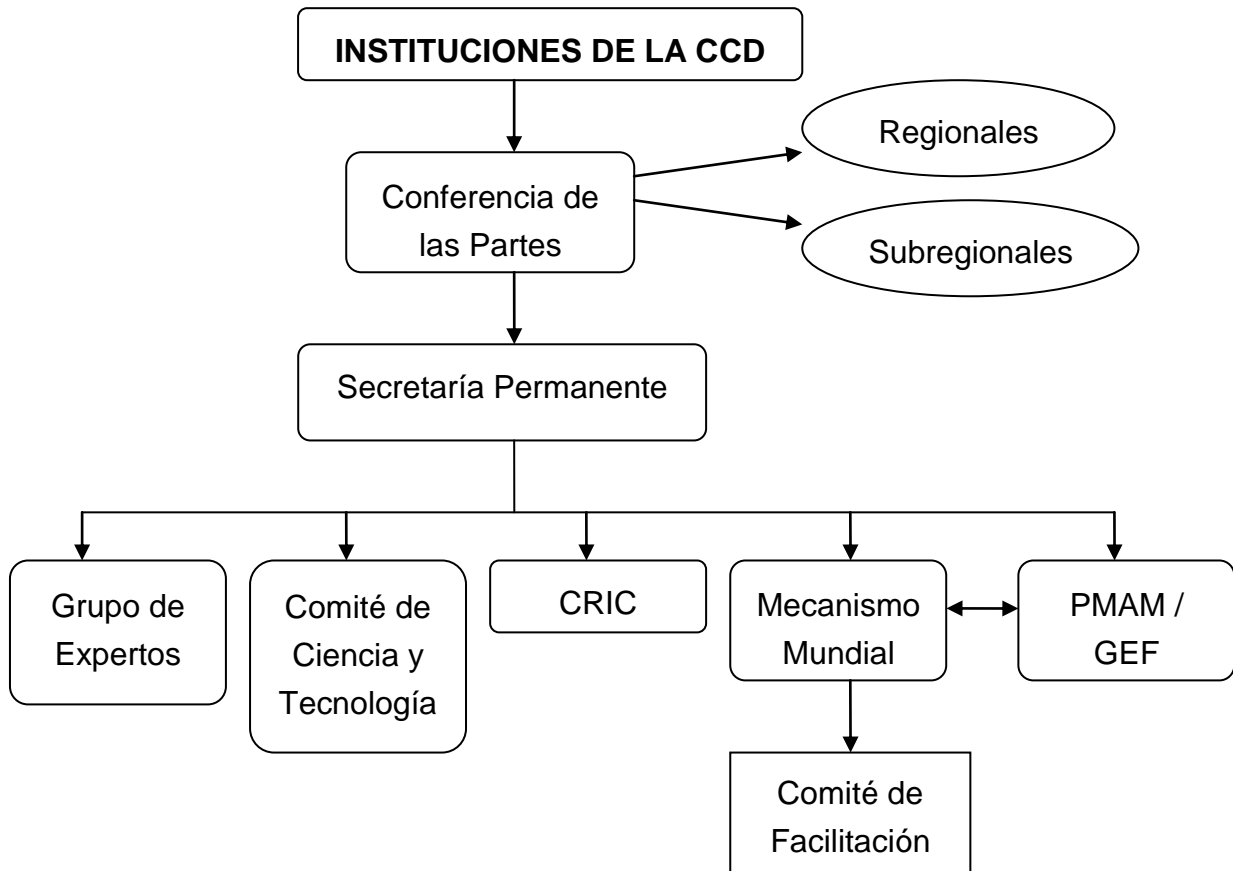 INSTITUCIONES DE LA CCD
Regionales
Conferencia de
las Partes
Subregionales
Secretaría Permanente
Grupo de
Expertos
Comité de
Ciencia y
Tecnología
CRIC
Mecanismo
Mundial
PMAM /
GEF
Comité de
Facilitación